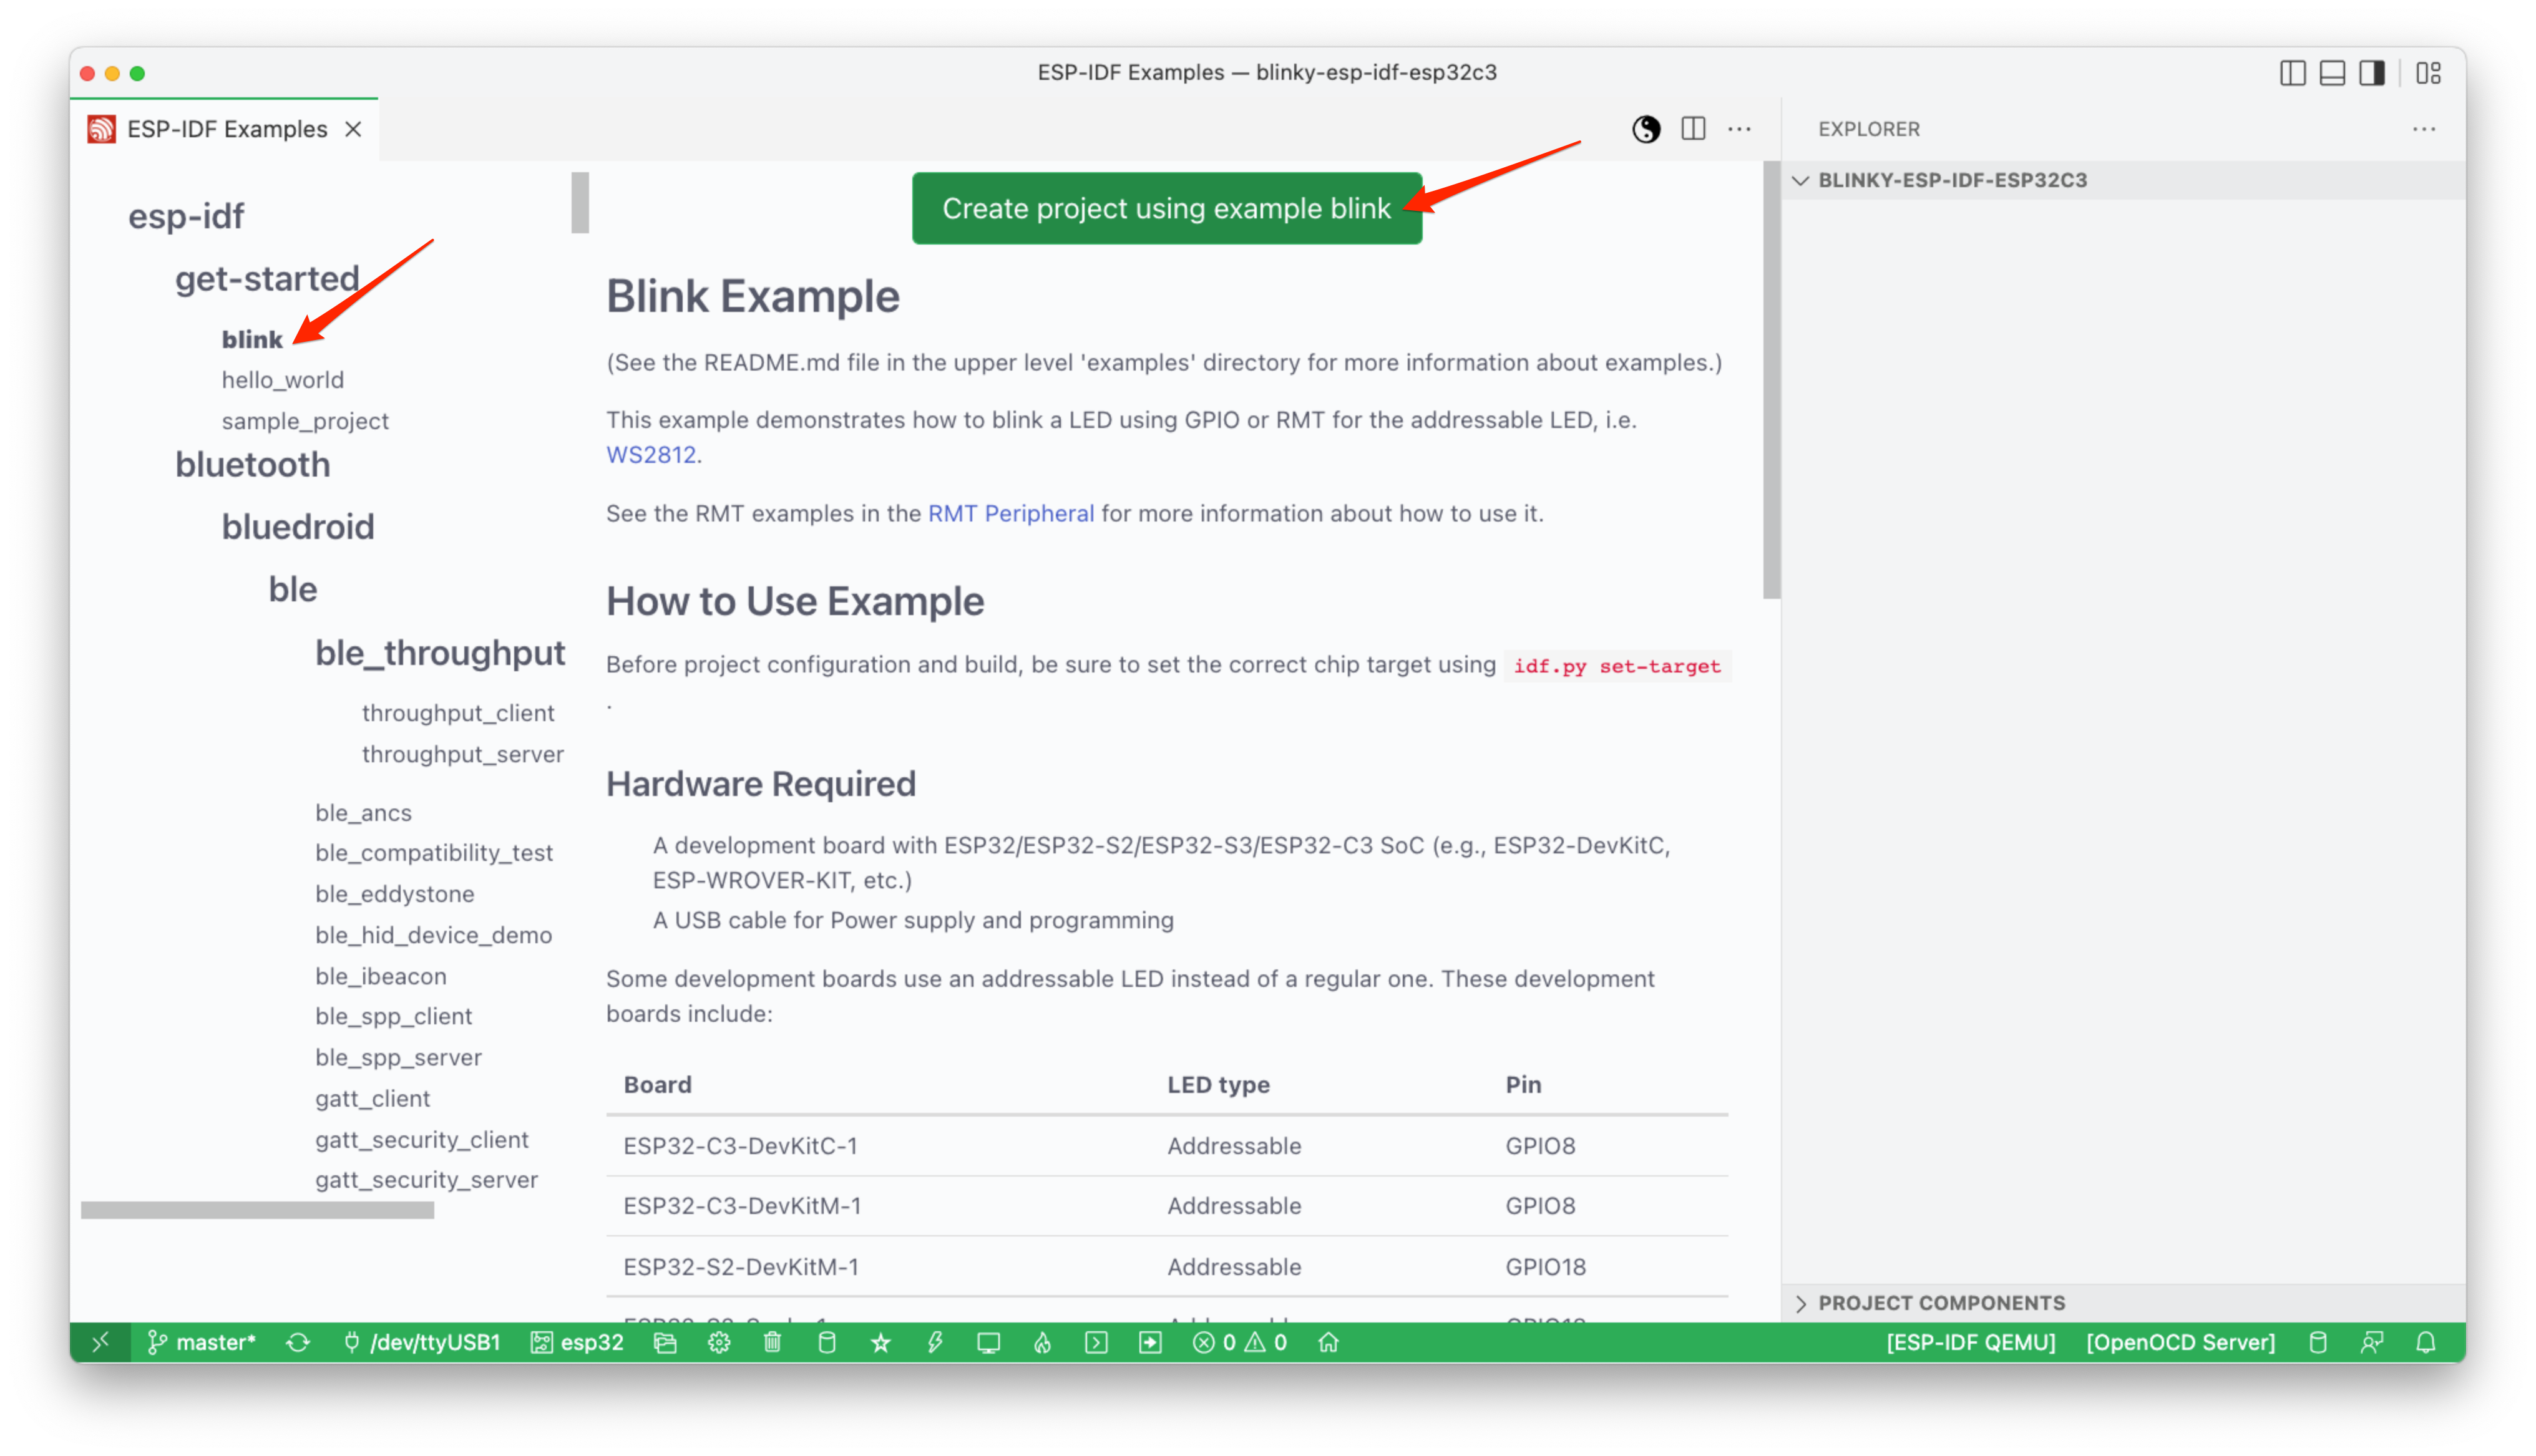 ESP-IDF Examples — blinky-esp-idf-esp32c3
ESP-IDF Examples
EXPLORER
BLINKY-ESP-IDF-ESP32C3
esp-idf
get-started
blink
hello_world
sample_project
bluetooth
bluedroid
ble
ble_throughput
throughput_client
throughput_server
ble_ancs
ble_compatibility_test
ble_eddystone
ble_hid_device_demo
ble_ibeacon
ble_spp_client
ble_spp_server
gatt_client
gatt_security_client
gatt_security_server
Create project using example blink
Blink Example
(See the README.md file in the upper level 'examples' directory for more information about examples.)
This example demonstrates how to blink a LED using GPIO or RMT for the addressable LED, i.e.
WS2812.
See the RMT examples in the RMT Peripheral for more information about how to use it.
How to Use Example
Before project configuration and build, be sure to set the correct chip target using idf.py set-target
.
Hardware Required
A development board with ESP32/ESP32-S2/ESP32-S3/ESP32-C3 SoC (e.g., ESP32-DevKitC,
ESP-WROVER-KIT, etc.)
A USB cable for Power supply and programming
Some development boards use an addressable LED instead of a regular one. These development
boards include:
Board LED type Pin
ESP32-C3-DevKitC-1 Addressable GPIO8
ESP32-C3-DevKitM-1 Addressable GPIO8
ESP32-S2-DevKitM-1 Addressable GPIO18
PROJECT COMPONENTS
master* /dev/ttyUSB1 esp32 0 0 [ESP-IDF QEMU] [OpenOCD Server]